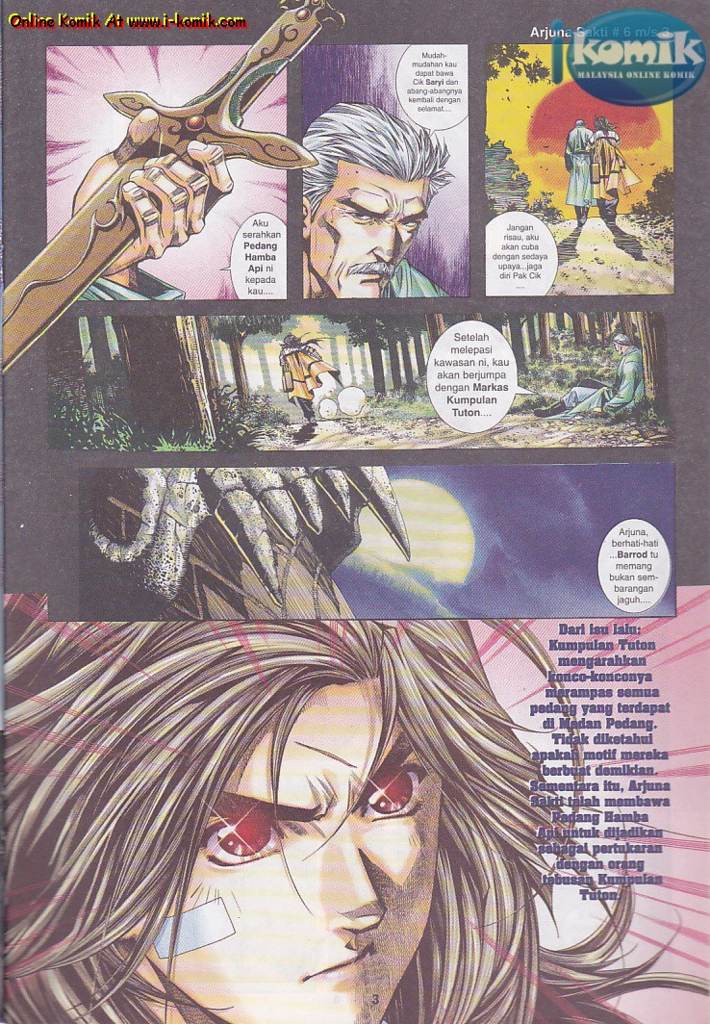 Online Komik At www.i-komik.com
Arjuna Sakti # 6 m/s 3
ikomik
MALAYSIA ONLINE KOMIK
Aku
serahkan
Pedang
Hamba
Api ni
kepada
kau....
Mudah-
mudahan kau
dapat bawa
Cik Saryi dan
abang-abangnya
kembali dengan
selamat....
Jangan
risau, aku
akan cuba
dengan sedaya
upaya...jaga
diri Pak Cik
....
Setelah
melepasi
kawasan ni, kau
akan berjumpa
dengan Markas
Kumpulan
Tuton....
Arjuna,
berhati-hati
...Barrod tu
memang
bukan sem-
barangan
jaguh....
Dari isu lalu:
Kumpulan Tuton
mengarahkan
konco-konconya
merampas semua
pedang yang terdapat
di Medan Pedang.
Tidak diketahui
apakah motif mereka
berbuat demikian.
Sementara itu, Arjuna
Sakti telah membawa
Pedang Hamba
Api untuk dijadikan
sebagai pertukaran
dengan orang
tebusan Kumpulan
Tuton.
3